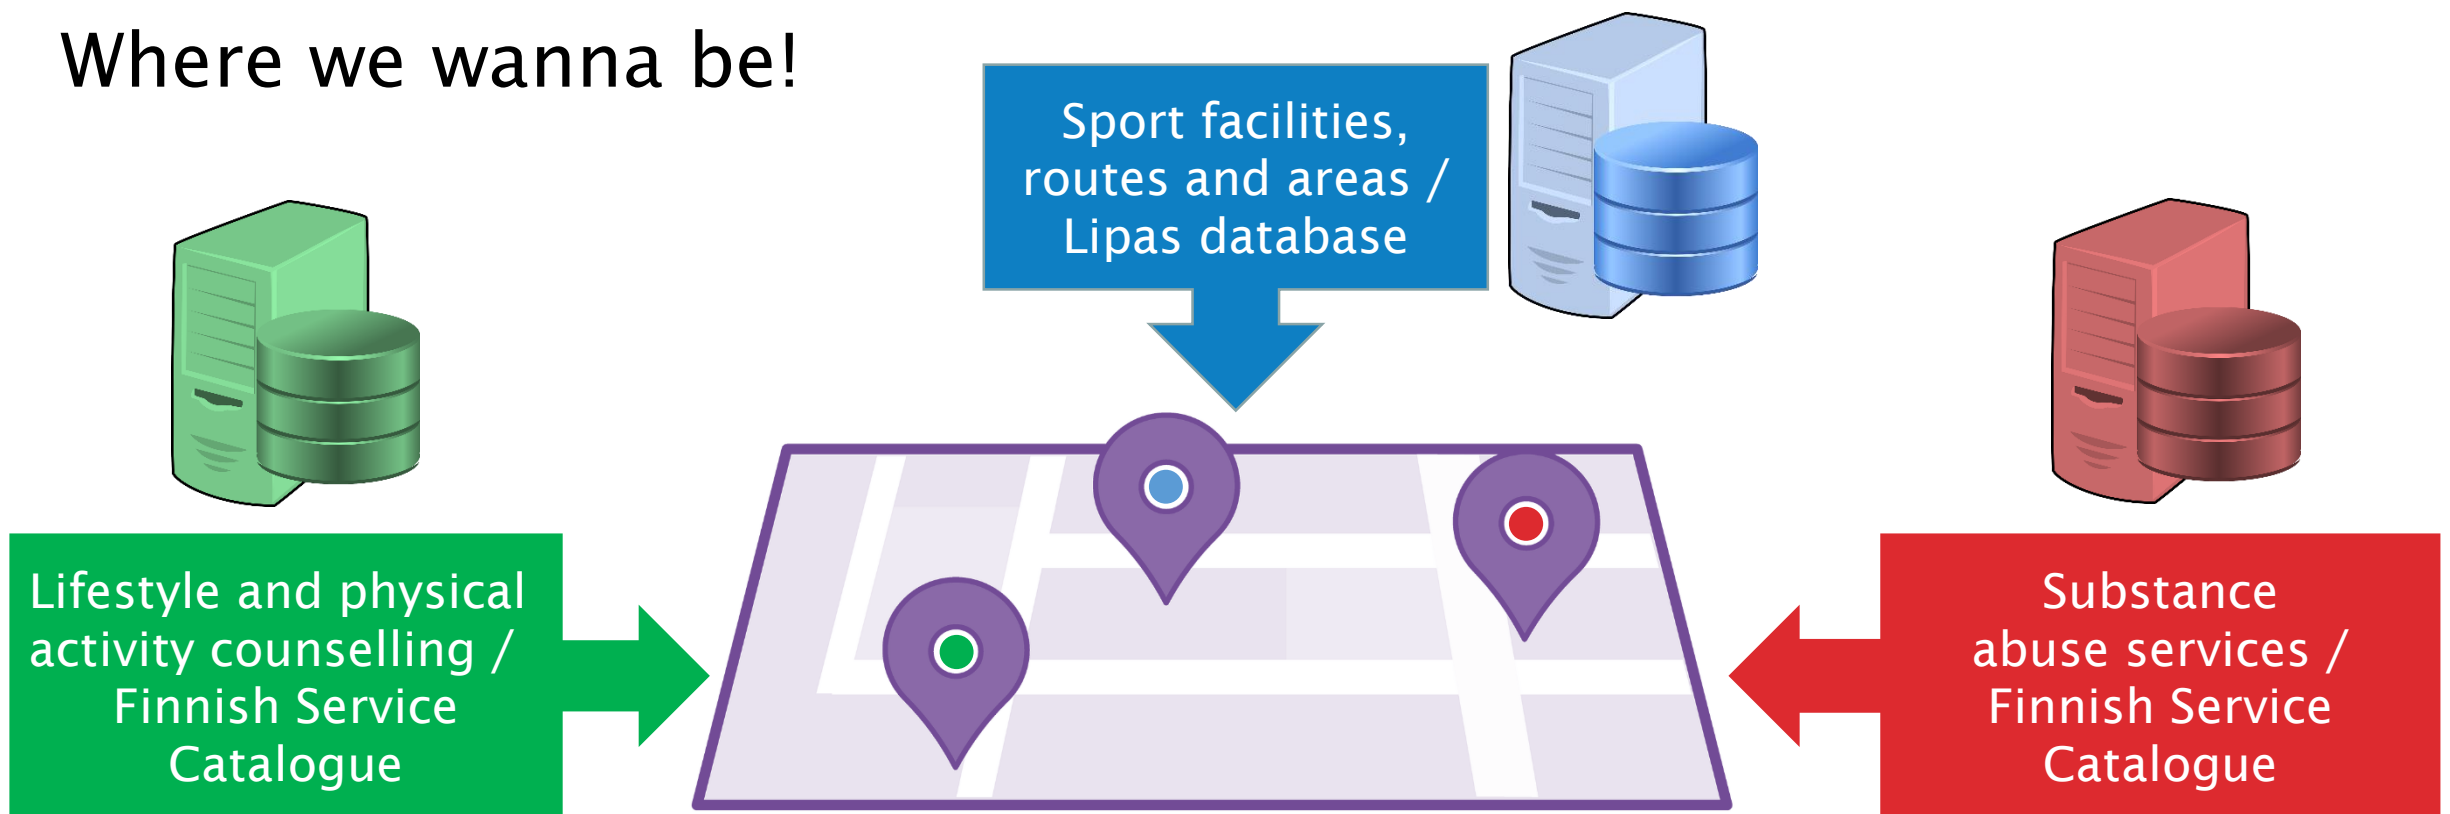 Where we wanna be!
Sport facilities,
routes and areas /
Lipas database
Lifestyle and physical
activity counselling /
Finnish Service
Catalogue
Substance
abuse services /
Finnish Service
Catalogue